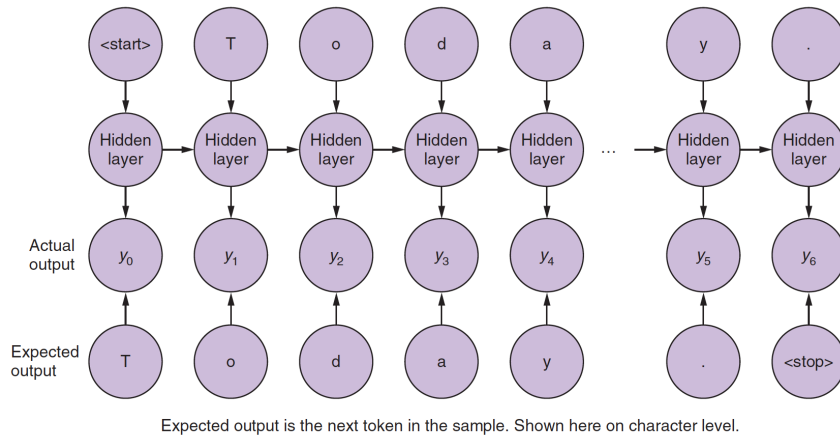 <start> T o d a y .
Hidden layer Hidden layer Hidden layer Hidden layer Hidden layer ... Hidden layer Hidden layer
Actual output y0 y1 y2 y3 y4 y5 y6
Expected output T o d a y . <stop>
Expected output is the next token in the sample. Shown here on character level.